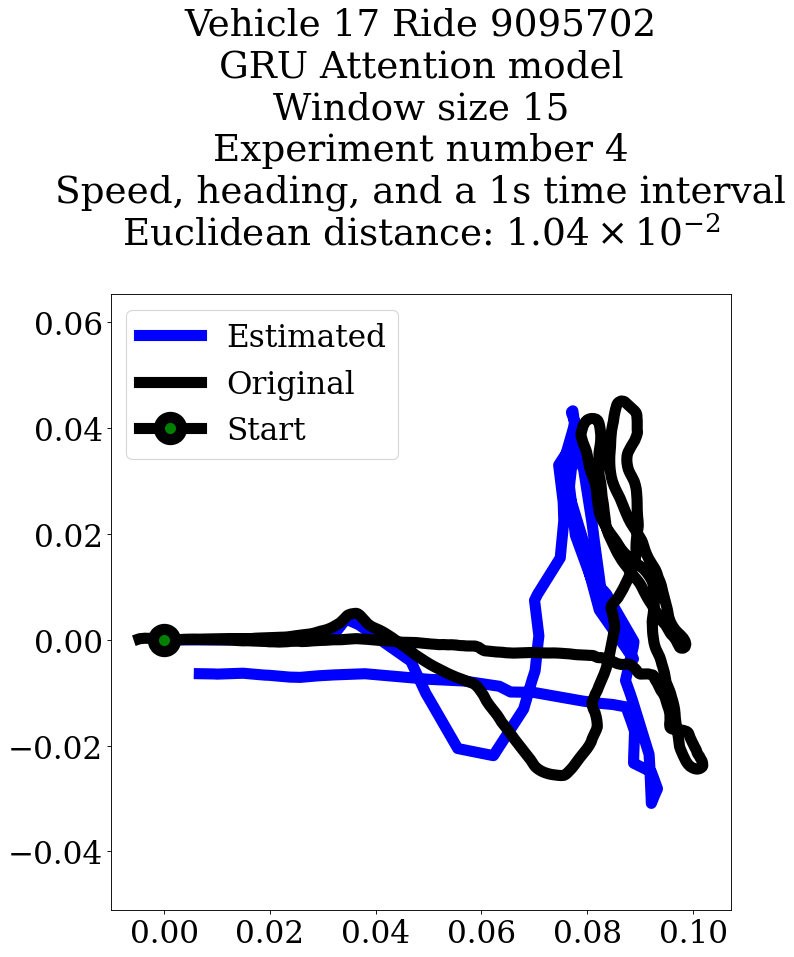 Vehicle 17 Ride 9095702
GRU Attention model
Window size 15
Experiment number 4
Speed, heading, and a 1s time interval
Euclidean distance: 1.04 × 10⁻²
0.06
Estimated
Original
0.04
Start
0.02
0.00
−0.02
−0.04
0.00 0.02 0.04 0.06 0.08 0.10